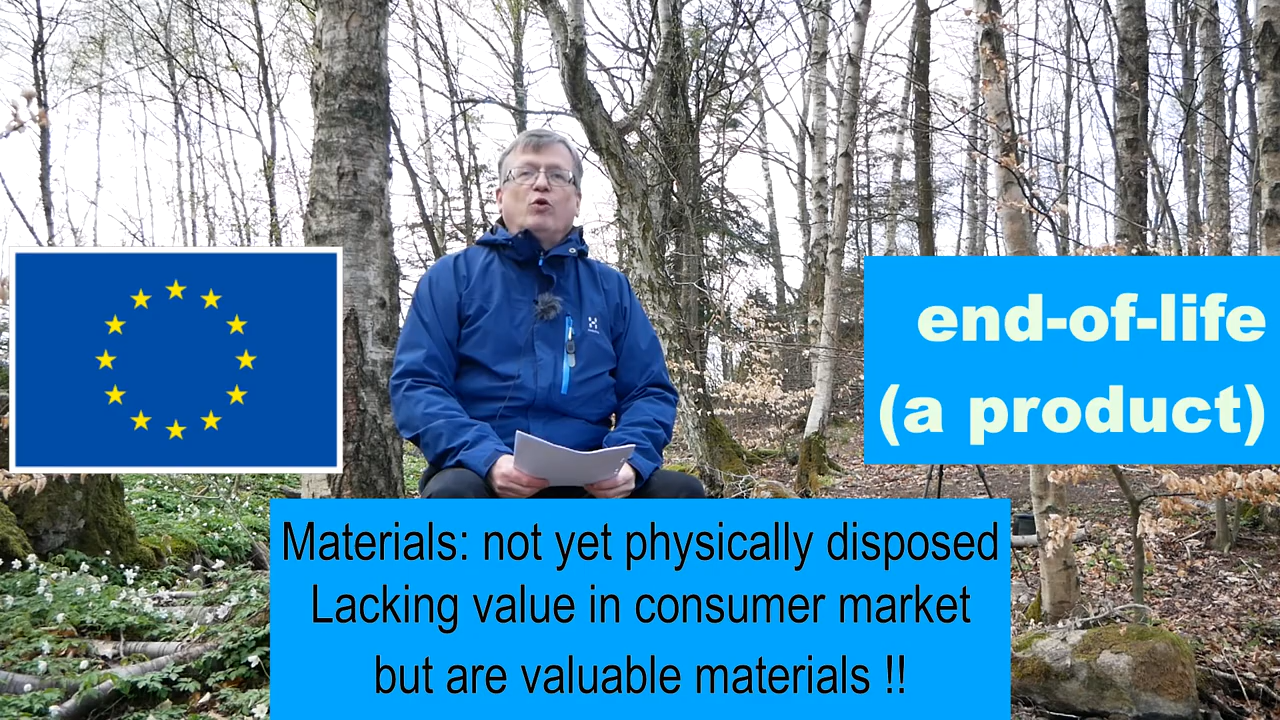 end-of-life
(a product)
Materials: not yet physically disposed
Lacking value in consumer market
but are valuable materials !!